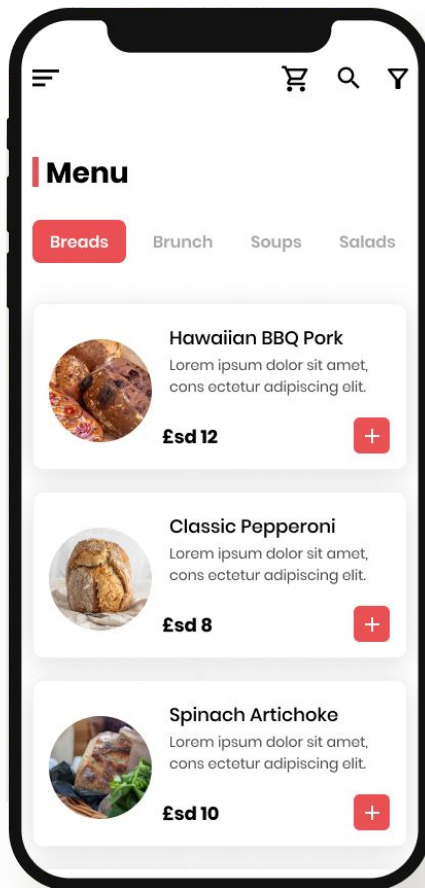 Menu
Breads Brunch Soups Salads
Hawaiian BBQ Pork
Lorem ipsum dolor sit amet,
cons ectetur adipiscing elit.
£sd 12
Classic Pepperoni
Lorem ipsum dolor sit amet,
cons ectetur adipiscing elit.
£sd 8
Spinach Artichoke
Lorem ipsum dolor sit amet,
cons ectetur adipiscing elit.
£sd 10